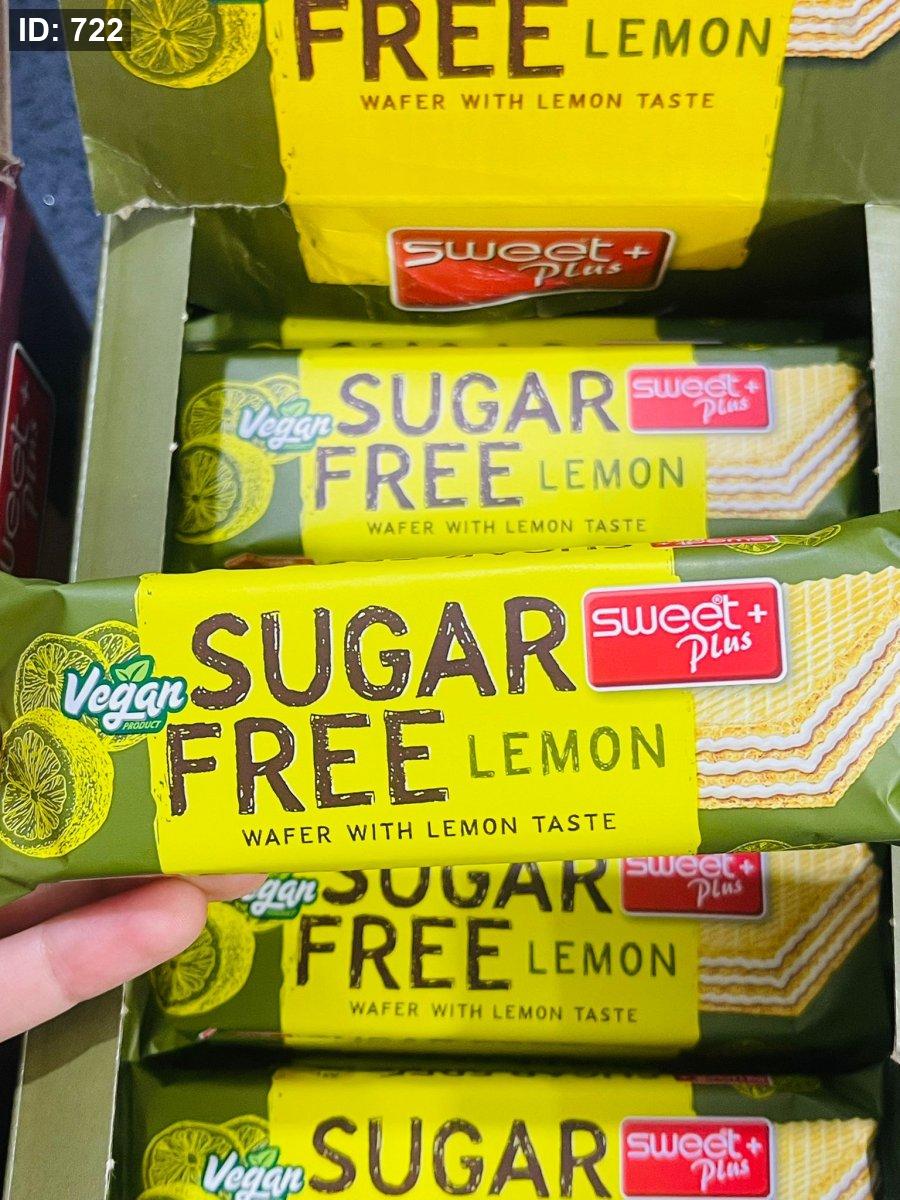 ID: 722
FREE LEMON
WAFER WITH LEMON TASTE
sweet +
Plus
SUGAR
Vegan
FREE LEMON
WAFER WITH LEMON TASTE
sweet +
Plus
SUGAR
Vegan
PRODUCT
FREE LEMON
WAFER WITH LEMON TASTE
sweet® +
Plus
SUGAR
FREE LEMON
WAFER WITH LEMON TASTE
sweet +
Plus
Vegan
SUGAR
sweet +
Plus